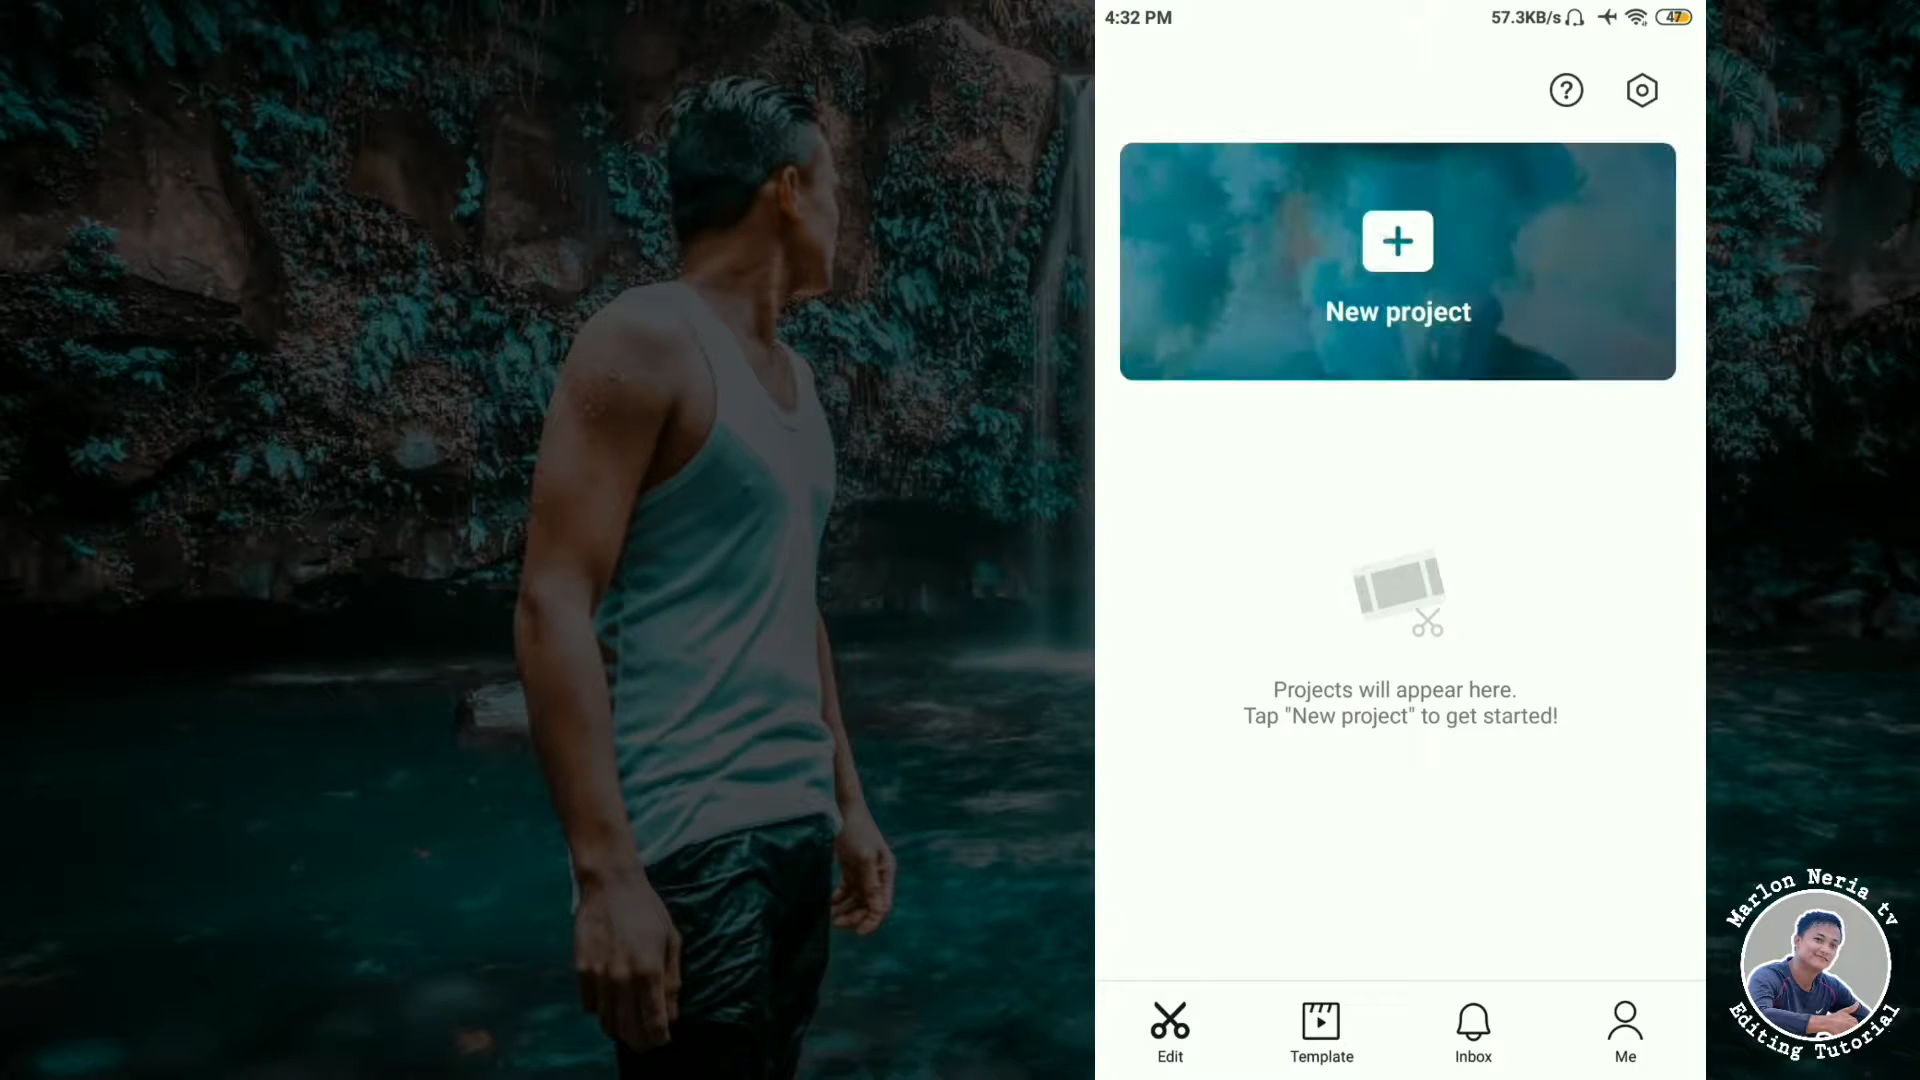 4:32 PM
57.3KB/s
47
New project
Projects will appear here.
Tap "New project" to get started!
Edit
Template
Inbox
Me
Marlon Neria tv
Editing Tutorial